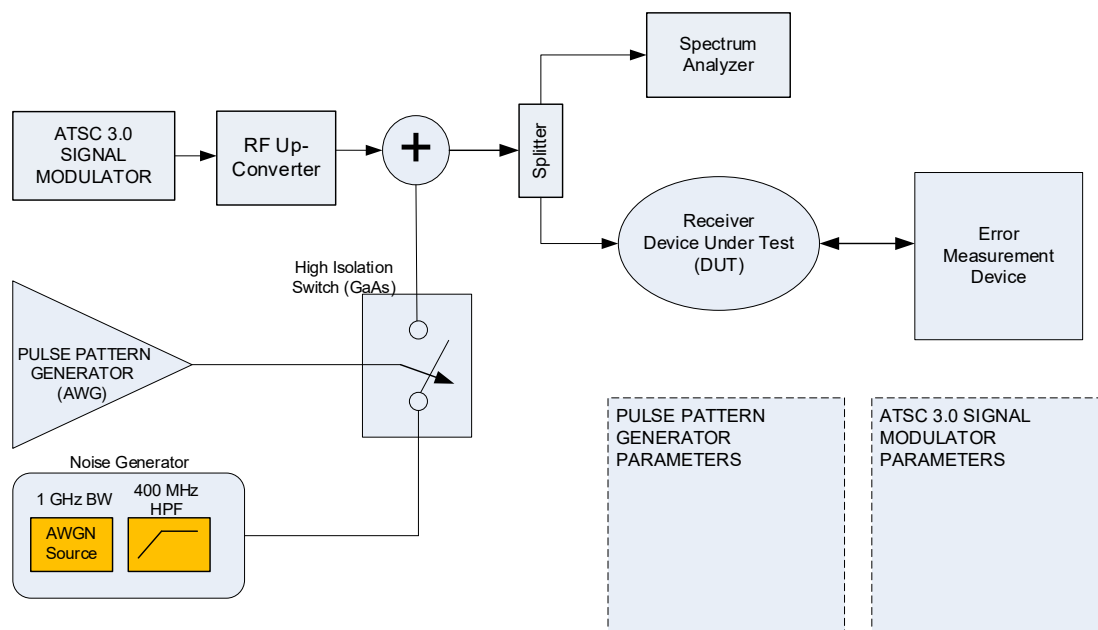 Spectrum
Analyzer
ATSC 3.0
SIGNAL
MODULATOR
RF Up-
Converter
+
Splitter
Receiver
Device Under Test
(DUT)
Error
Measurement
Device
High Isolation
Switch (GaAs)
PULSE PATTERN
GENERATOR
(AWG)
Noise Generator
1 GHz BW
400 MHz
HPF
AWGN
Source
PULSE PATTERN
GENERATOR
PARAMETERS
ATSC 3.0 SIGNAL
MODULATOR
PARAMETERS